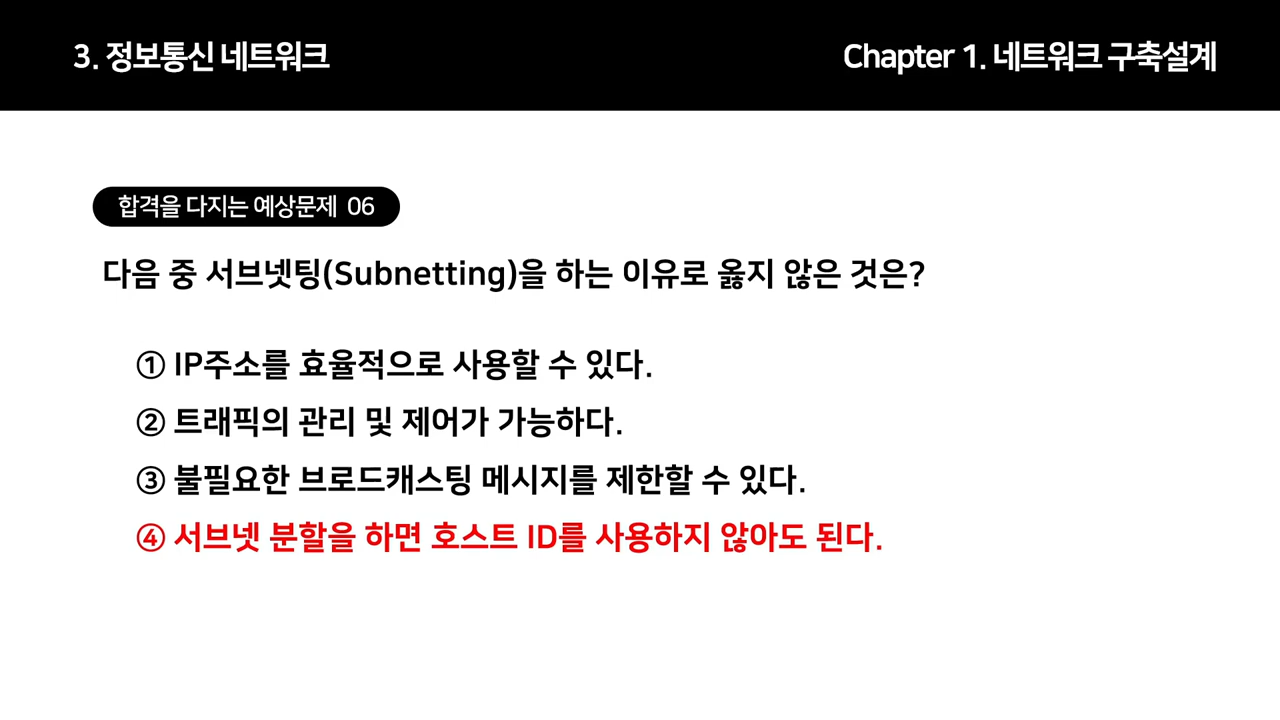 3. 정보통신 네트워크
Chapter 1. 네트워크 구축설계
합격을 다지는 예상문제 06
다음 중 서브넷팅(Subnetting)을 하는 이유로 옳지 않은 것은?
① IP주소를 효율적으로 사용할 수 있다.
② 트래픽의 관리 및 제어가 가능하다.
③ 불필요한 브로드캐스팅 메시지를 제한할 수 있다.
④ 서브넷 분할을 하면 호스트 ID를 사용하지 않아도 된다.